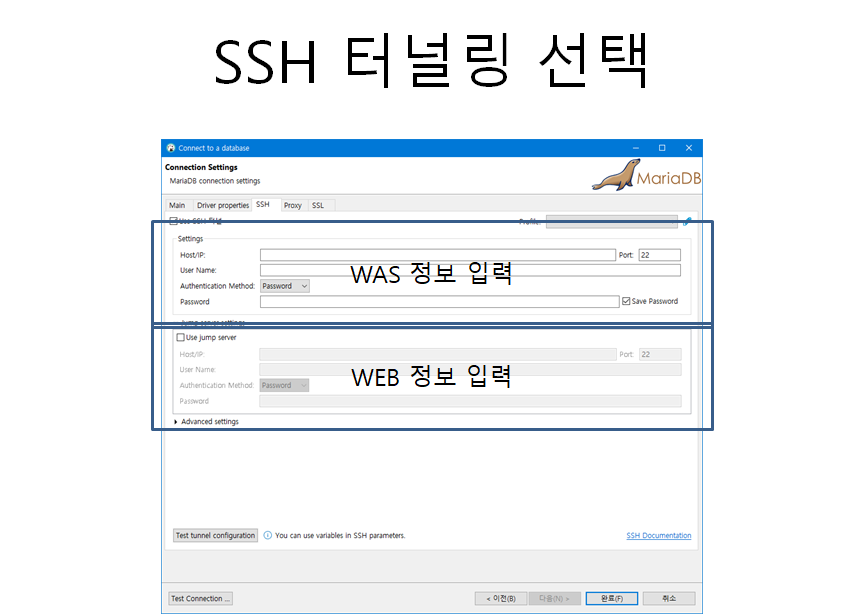 SSH 터널링 선택
Connect to a database
Connection Settings
MariaDB connection settings
MariaDB
Main Driver properties SSH Proxy SSL
Use SSH 터널 Profile:
Settings
Host/IP: Port: 22
User Name:
WAS 정보 입력
Authentication Method: Password
Password Save Password
Jump server settings
Use jump server
Host/IP: Port: 22
User Name:
WEB 정보 입력
Authentication Method: Password
Password
Advanced settings
Test tunnel configuration You can use variables in SSH parameters. SSH Documentation
Test Connection ... < 이전(B) 다음(N) > 완료(F) 취소